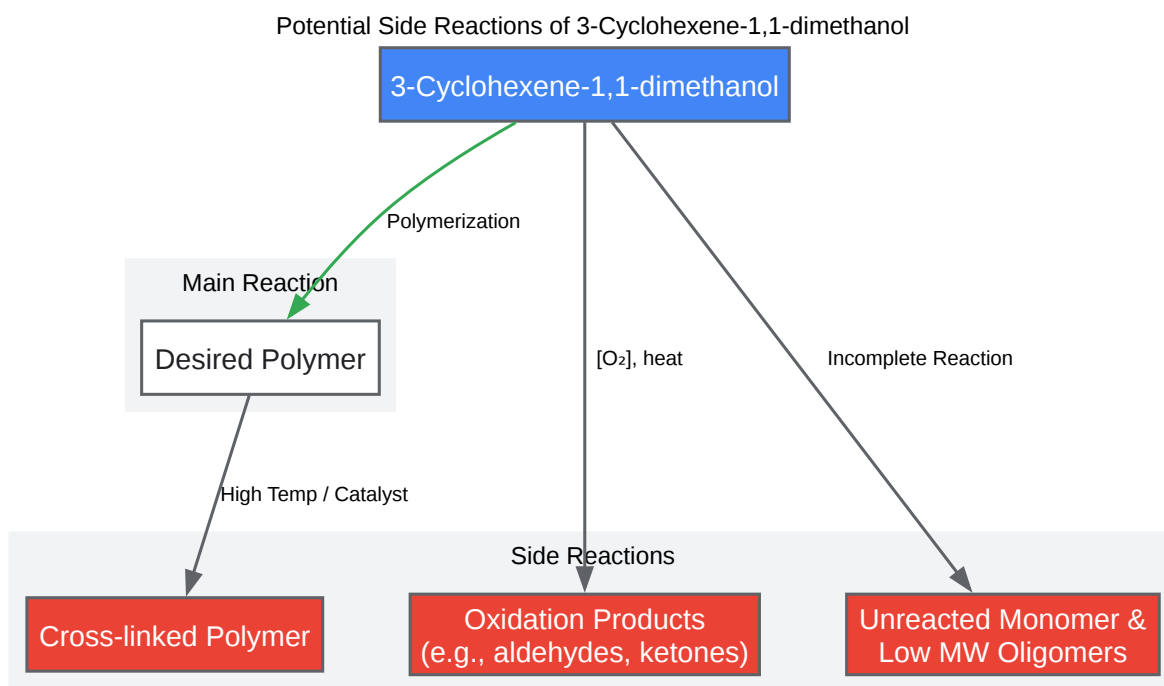 Potential Side Reactions of 3-Cyclohexene-1,1-dimethanol
3-Cyclohexene-1,1-dimethanol
Polymerization
Main Reaction
Desired Polymer
[O₂], heat
Incomplete Reaction
High Temp / Catalyst
Side Reactions
Cross-linked Polymer
Oxidation Products
(e.g., aldehydes, ketones)
Unreacted Monomer &
Low MW Oligomers